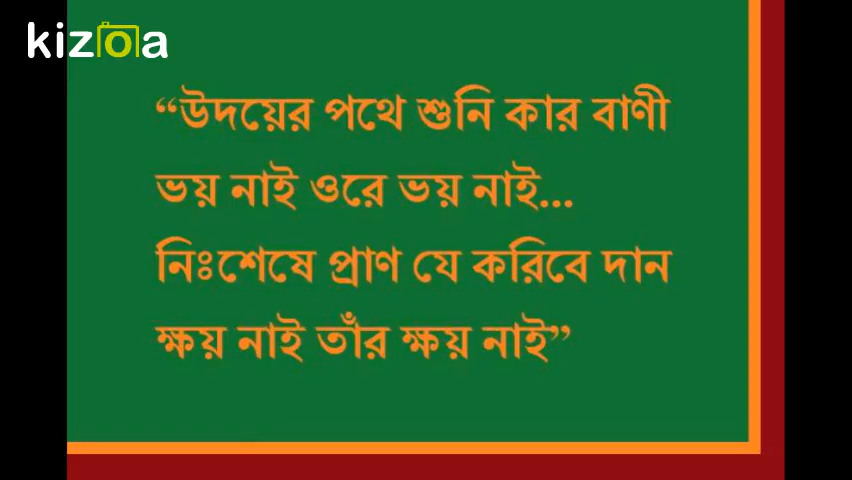 kizoa
“উদয়ের পথে শুনি কার বাণী
ভয় নাই ওরে ভয় নাই...
নিঃশেষে প্রাণ যে করিবে দান
ক্ষয় নাই তাঁর ক্ষয় নাই”